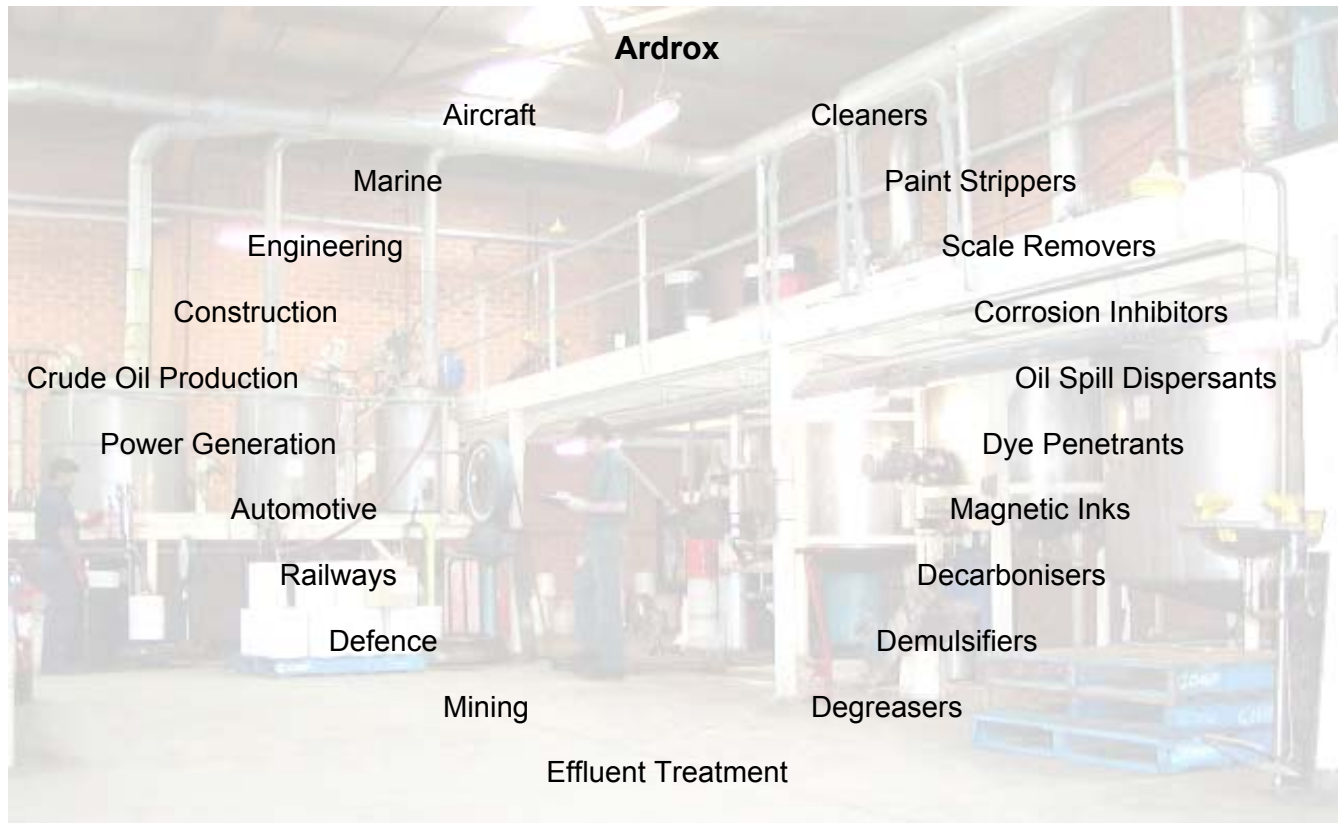 Ardrox
Aircraft Cleaners
Marine Paint Strippers
Engineering Scale Removers
Construction Corrosion Inhibitors
Crude Oil Production Oil Spill Dispersants
Power Generation Dye Penetrants
Automotive Magnetic Inks
Railways Decarbonisers
Defence Demulsifiers
Mining Degreasers
Effluent Treatment